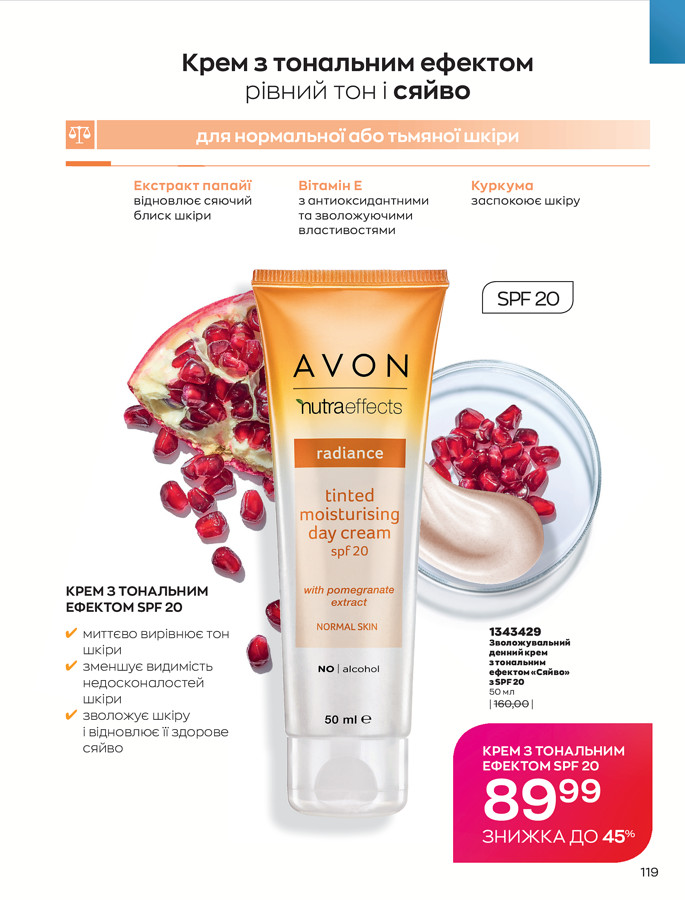 Крем з тональним ефектом
рівний тон і сяйво
для нормальної або тьмяної шкіри
Екстракт папайї
відновлює сяючий
блиск шкіри
Вітамін Е
з антиоксидантними
та зволожуючими
властивостями
Куркума
заспокоює шкіру
SPF 20
AVON
nutraeffects
radiance
tinted
moisturising
day cream
spf 20
with pomegranate
extract
NORMAL SKIN
NO | alcohol
50 ml e
КРЕМ З ТОНАЛЬНИМ
ЕФЕКТОМ SPF 20
миттєво вирівнює тон
шкіри
зменшує видимість
недосконалостей
шкіри
зволожує шкіру
і відновлює її здорове
сяйво
1343429
Зволожувальний
денний крем
з тональним
ефектом «Сяйво»
з SPF 20
50 мл
| 160,00 |
КРЕМ З ТОНАЛЬНИМ
ЕФЕКТОМ SPF 20
89⁹⁹
ЗНИЖКА ДО 45%
119